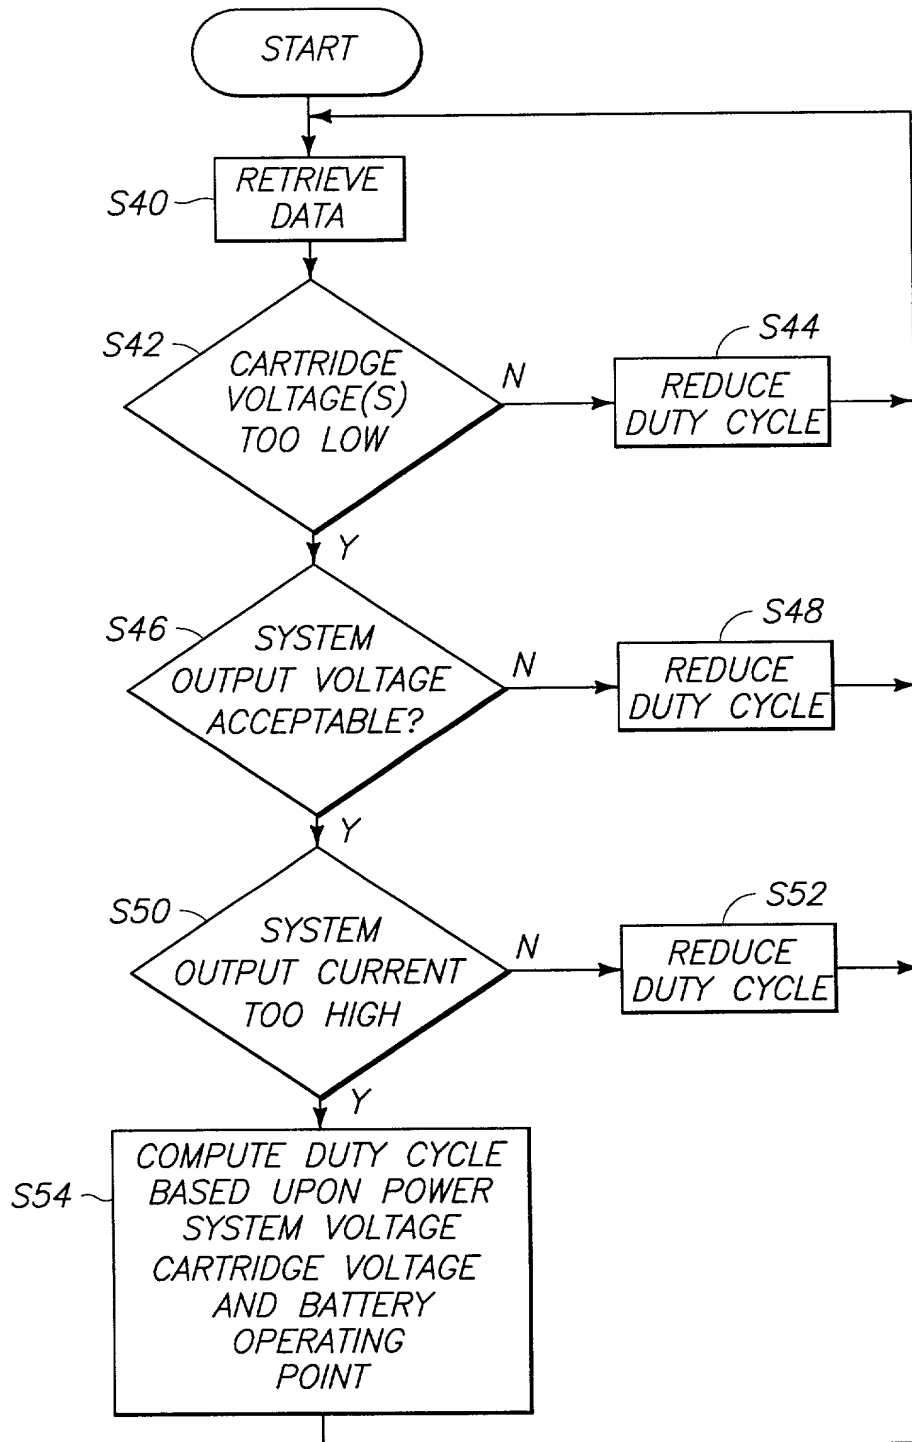 START
RETRIEVE
DATA
S40
S42
CARTRIDGE
VOLTAGE(S)
TOO LOW
N
S44
REDUCE
DUTY CYCLE
Y
S46
SYSTEM
OUTPUT VOLTAGE
ACCEPTABLE?
N
S48
REDUCE
DUTY CYCLE
Y
S50
SYSTEM
OUTPUT CURRENT
TOO HIGH
N
S52
REDUCE
DUTY CYCLE
Y
S54
COMPUTE DUTY CYCLE
BASED UPON POWER
SYSTEM VOLTAGE
CARTRIDGE VOLTAGE
AND BATTERY
OPERATING
POINT